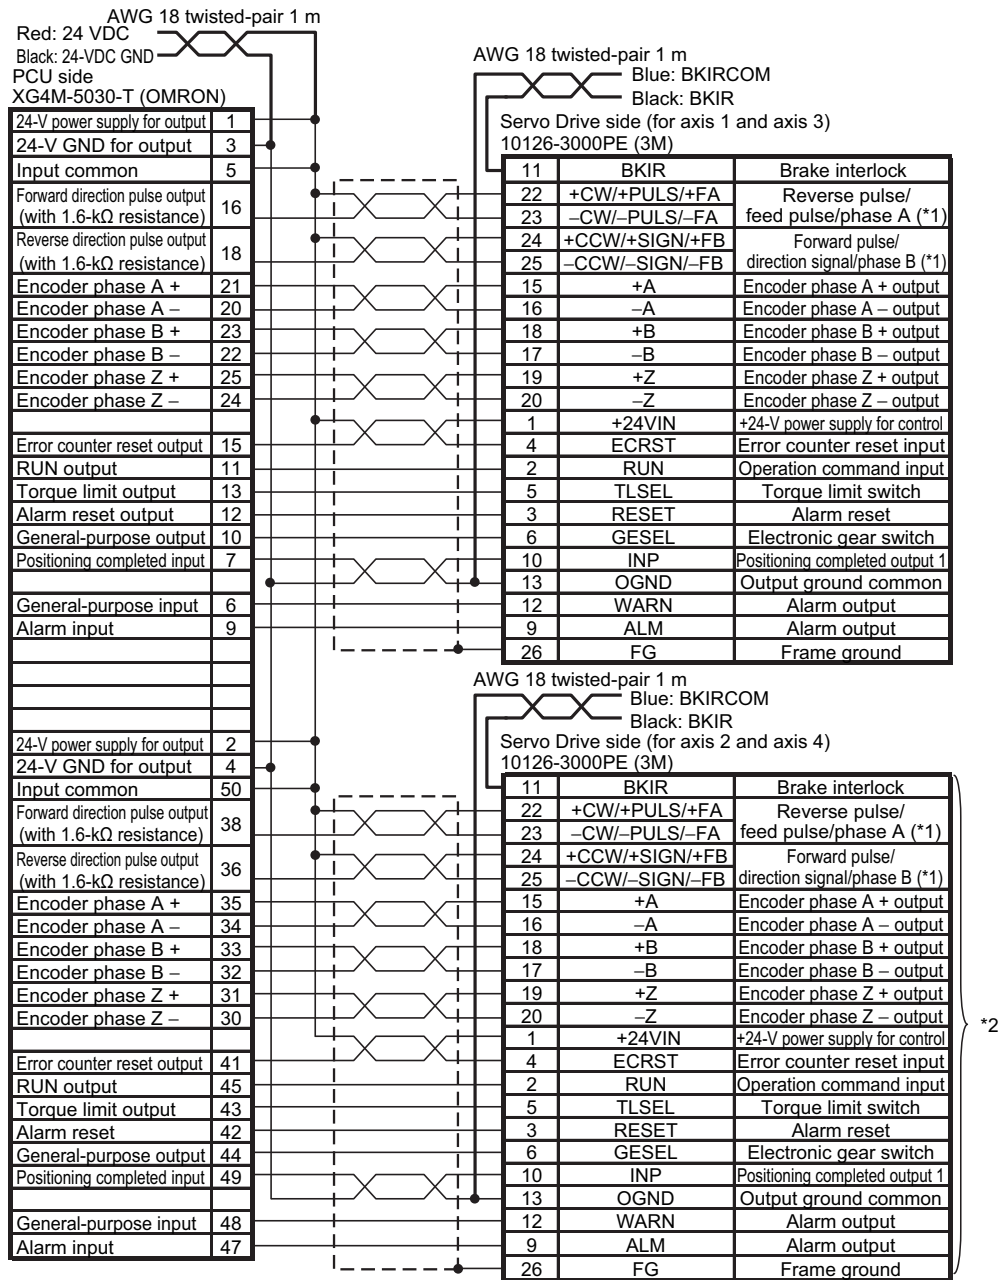 AWG 18 twisted-pair 1 m
Red: 24 VDC
Black: 24-VDC GND
PCU side
XG4M-5030-T (OMRON)
24-V power supply for output 1
24-V GND for output 3
Input common 5
Forward direction pulse output
(with 1.6-kΩ resistance) 16
Reverse direction pulse output
(with 1.6-kΩ resistance) 18
Encoder phase A + 21
Encoder phase A − 20
Encoder phase B + 23
Encoder phase B − 22
Encoder phase Z + 25
Encoder phase Z − 24
Error counter reset output 15
RUN output 11
Torque limit output 13
Alarm reset output 12
General-purpose output 10
Positioning completed input 7
General-purpose input 6
Alarm input 9
24-V power supply for output 2
24-V GND for output 4
Input common 50
Forward direction pulse output
(with 1.6-kΩ resistance) 38
Reverse direction pulse output
(with 1.6-kΩ resistance) 36
Encoder phase A + 35
Encoder phase A − 34
Encoder phase B + 33
Encoder phase B − 32
Encoder phase Z + 31
Encoder phase Z − 30
Error counter reset output 41
RUN output 45
Torque limit output 43
Alarm reset 42
General-purpose output 44
Positioning completed input 49
General-purpose input 48
Alarm input 47
AWG 18 twisted-pair 1 m
Blue: BKIRCOM
Black: BKIR
Servo Drive side (for axis 1 and axis 3)
10126-3000PE (3M)
11 BKIR Brake interlock
22 +CW/+PULS/+FA Reverse pulse/
23 −CW/−PULS/−FA feed pulse/phase A (*1)
24 +CCW/+SIGN/+FB Forward pulse/
25 −CCW/−SIGN/−FB direction signal/phase B (*1)
15 +A Encoder phase A + output
16 −A Encoder phase A − output
18 +B Encoder phase B + output
17 −B Encoder phase B − output
19 +Z Encoder phase Z + output
20 −Z Encoder phase Z − output
1 +24VIN +24-V power supply for control
4 ECRST Error counter reset input
2 RUN Operation command input
5 TLSEL Torque limit switch
3 RESET Alarm reset
6 GESEL Electronic gear switch
10 INP Positioning completed output 1
13 OGND Output ground common
12 WARN Alarm output
9 ALM Alarm output
26 FG Frame ground
AWG 18 twisted-pair 1 m
Blue: BKIRCOM
Black: BKIR
Servo Drive side (for axis 2 and axis 4)
10126-3000PE (3M)
11 BKIR Brake interlock
22 +CW/+PULS/+FA Reverse pulse/
23 −CW/−PULS/−FA feed pulse/phase A (*1)
24 +CCW/+SIGN/+FB Forward pulse/
25 −CCW/−SIGN/−FB direction signal/phase B (*1)
15 +A Encoder phase A + output
16 −A Encoder phase A − output
18 +B Encoder phase B + output
17 −B Encoder phase B − output
19 +Z Encoder phase Z + output
20 −Z Encoder phase Z − output
1 +24VIN +24-V power supply for control
4 ECRST Error counter reset input
2 RUN Operation command input
5 TLSEL Torque limit switch
3 RESET Alarm reset
6 GESEL Electronic gear switch
10 INP Positioning completed output 1
13 OGND Output ground common
12 WARN Alarm output
9 ALM Alarm output
26 FG Frame ground
*2